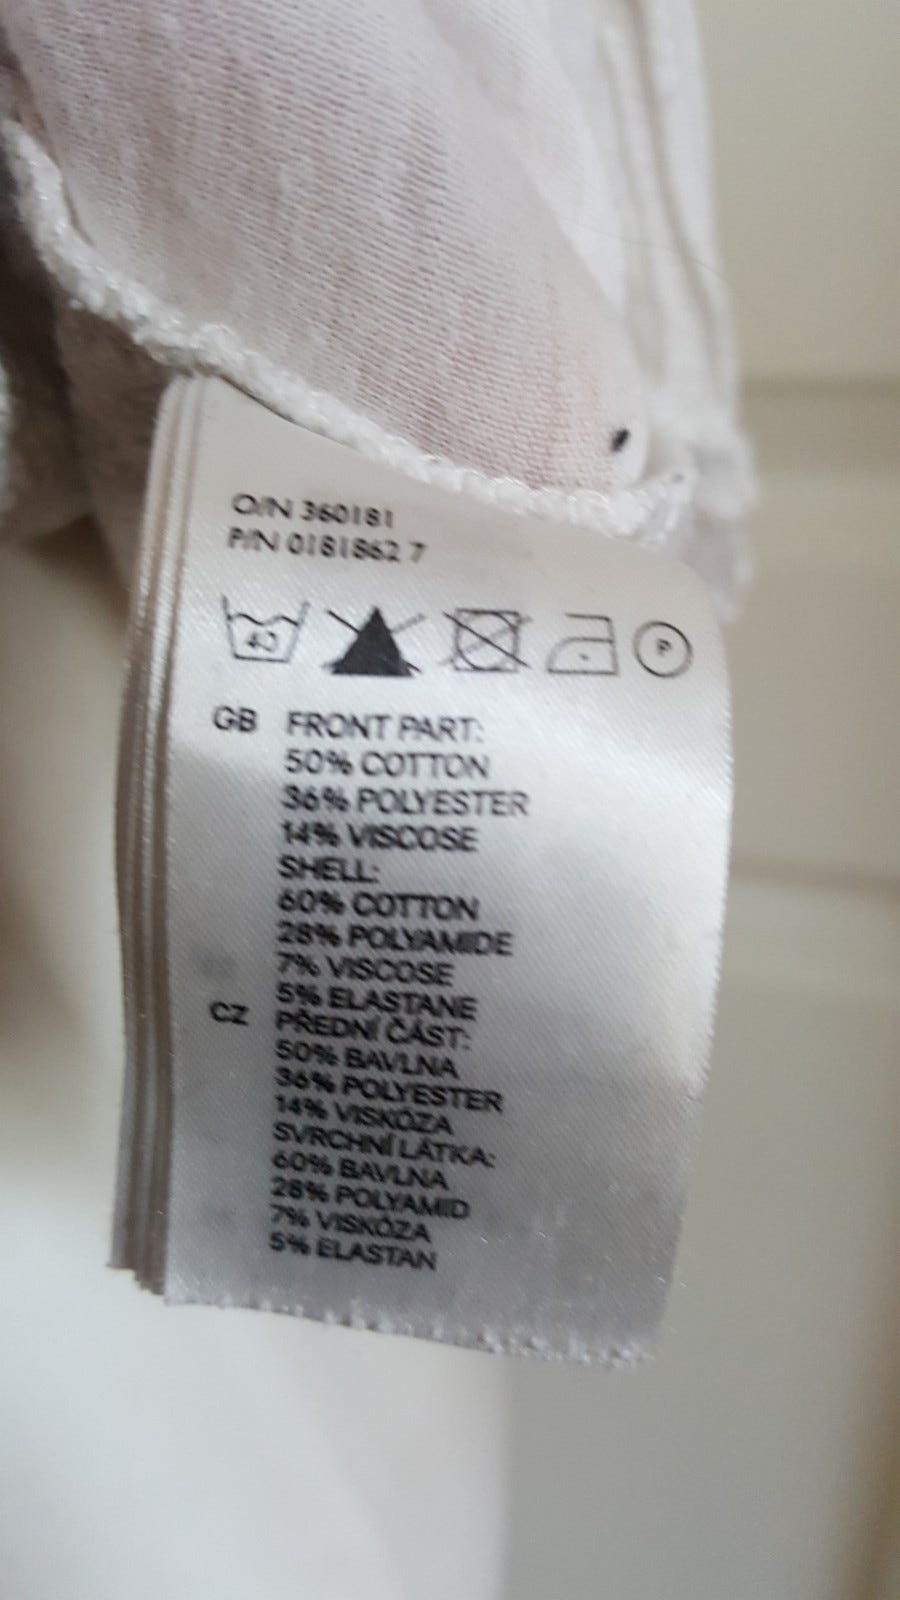 O/N 360181
P/N 0181862 7
40 P
GB FRONT PART:
50% COTTON
36% POLYESTER
14% VISCOSE
SHELL:
60% COTTON
28% POLYAMIDE
7% VISCOSE
5% ELASTANE
CZ PŘEDNÍ ČÁST:
50% BAVLNA
36% POLYESTER
14% VISKÓZA
SVRCHNÍ LÁTKA:
60% BAVLNA
28% POLYAMID
7% VISKÓZA
5% ELASTAN